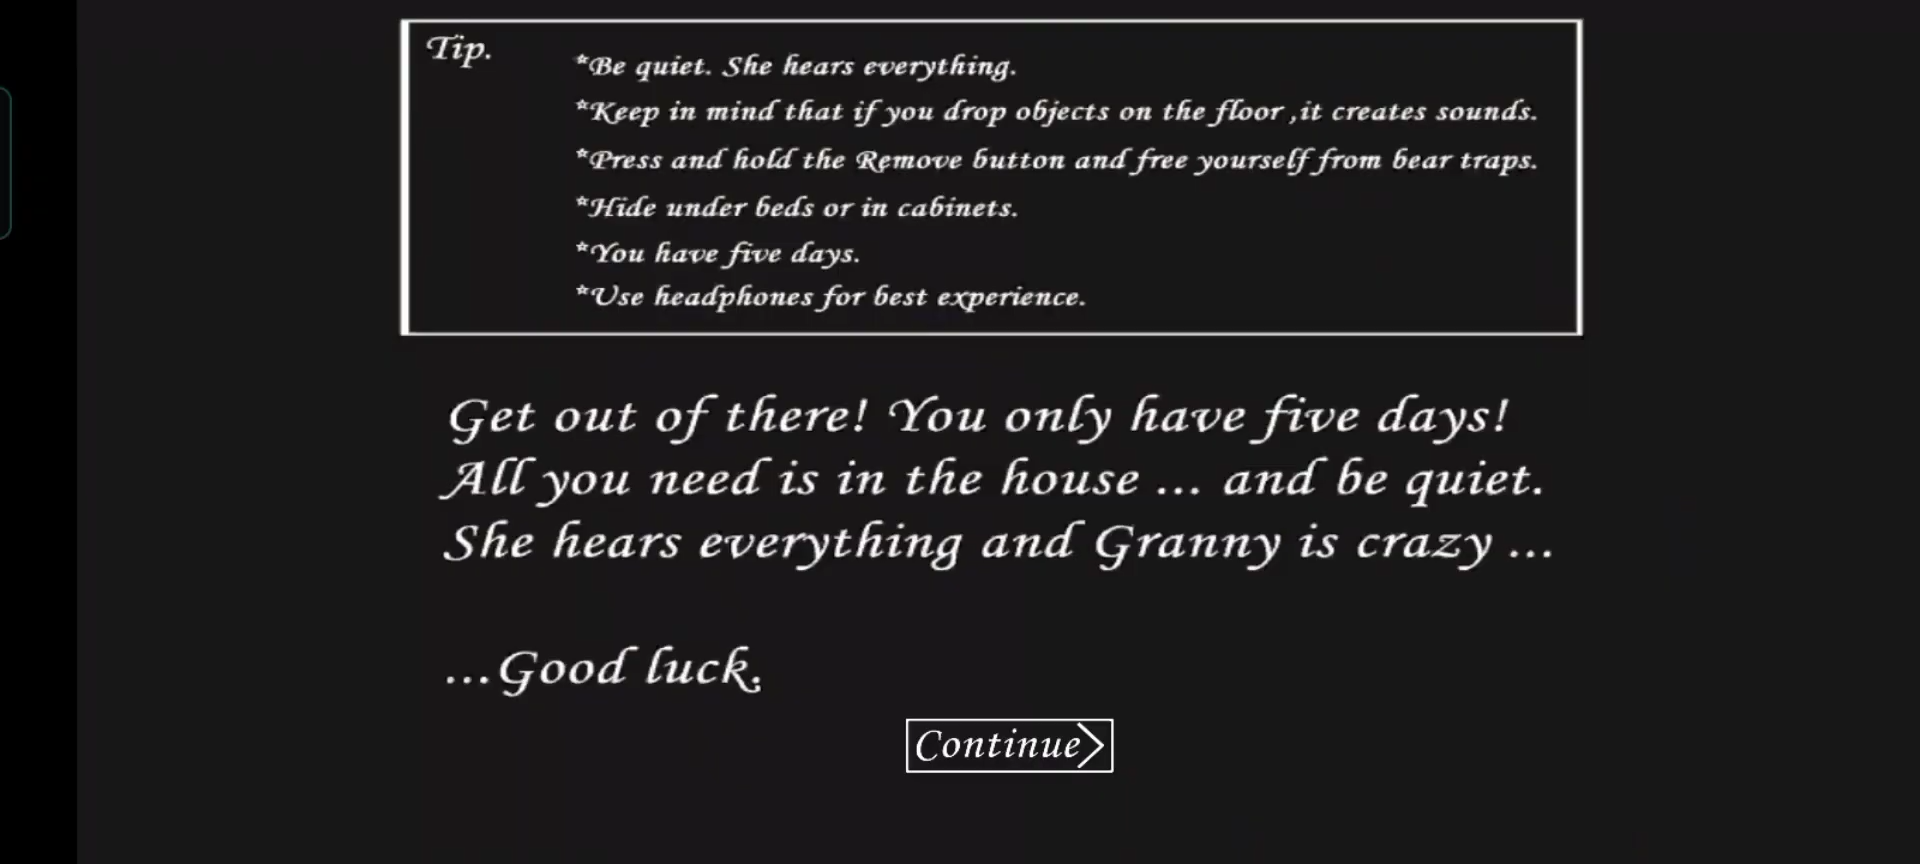 Tip.
*Be quiet. She hears everything.
*Keep in mind that if you drop objects on the floor ,it creates sounds.
*Press and hold the Remove button and free yourself from bear traps.
*Hide under beds or in cabinets.
*You have five days.
*Use headphones for best experience.
Get out of there! You only have five days!
All you need is in the house ... and be quiet.
She hears everything and Granny is crazy ...
...Good luck.
Continue>